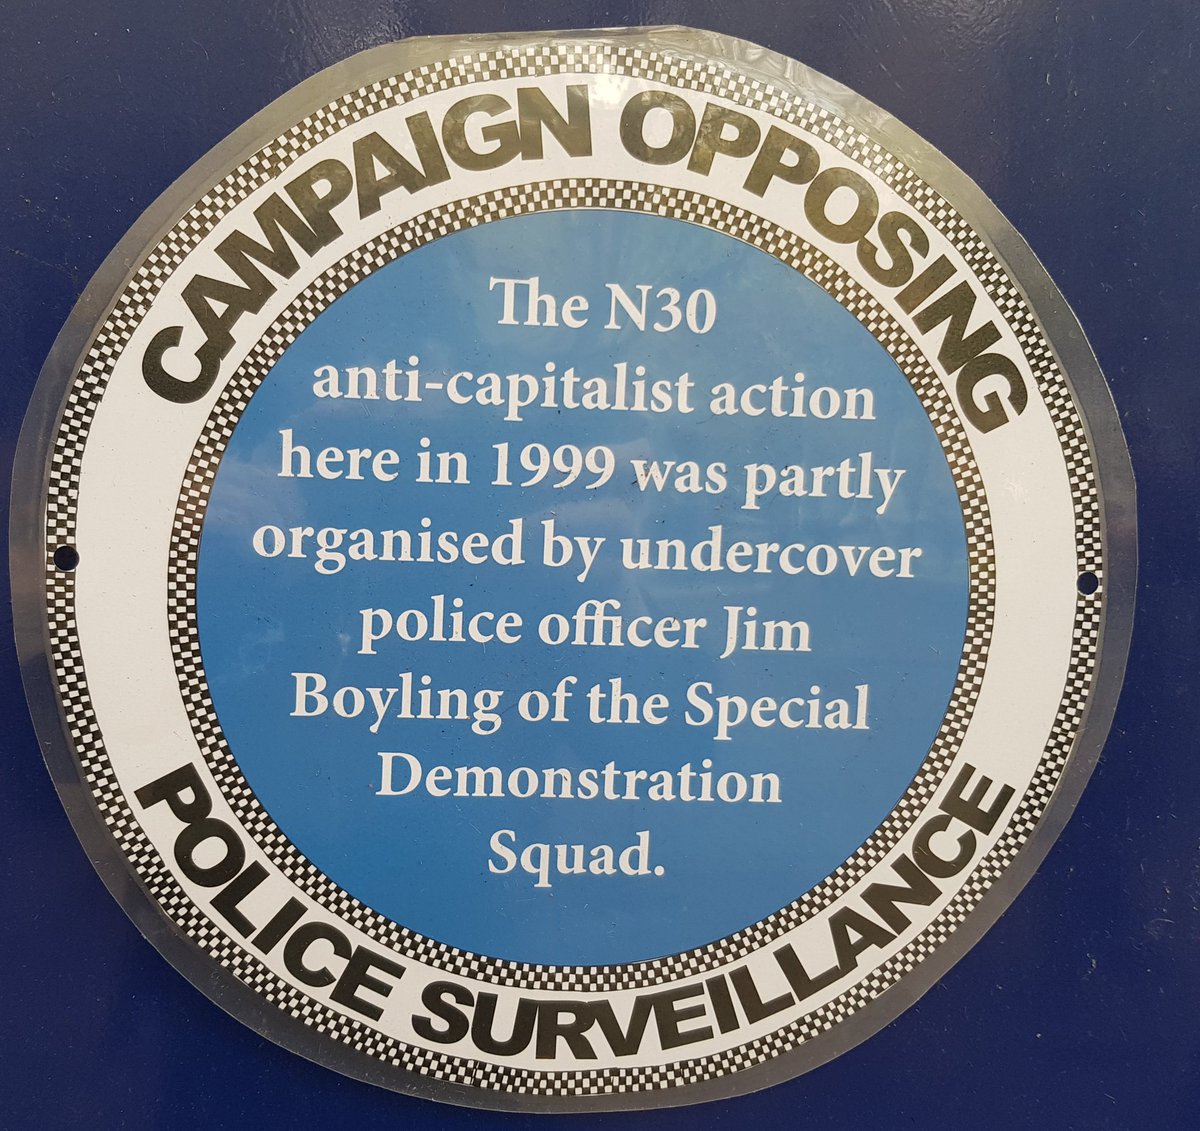 CAMPAIGN OPPOSING
The N30
anti-capitalist action
here in 1999 was partly
organised by undercover
police officer Jim
Boyling of the Special
Demonstration
Squad.
POLICE SURVEILLANCE